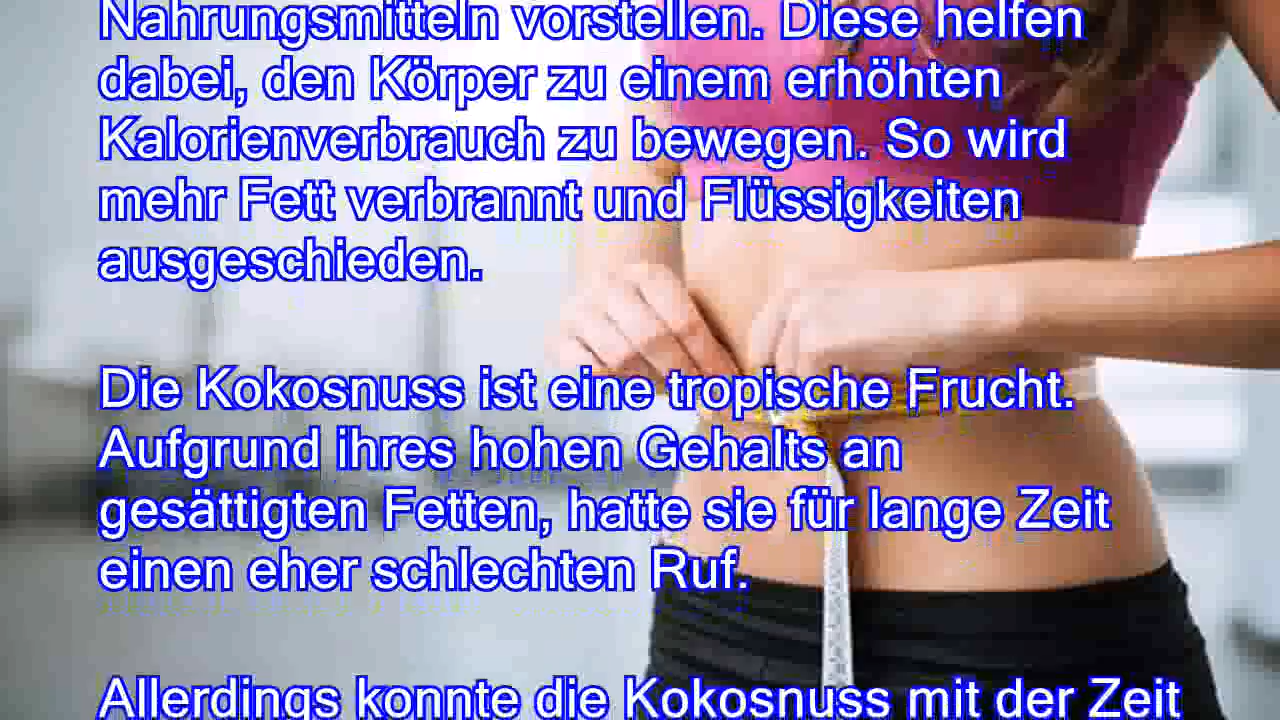 Nahrungsmitteln vorstellen. Diese helfen
dabei, den Körper zu einem erhöhten
Kalorienverbrauch zu bewegen. So wird
mehr Fett verbrannt und Flüssigkeiten
ausgeschieden.
Die Kokosnuss ist eine tropische Frucht.
Aufgrund ihres hohen Gehalts an
gesättigten Fetten, hatte sie für lange Zeit
einen eher schlechten Ruf.
Allerdings konnte die Kokosnuss mit der Zeit